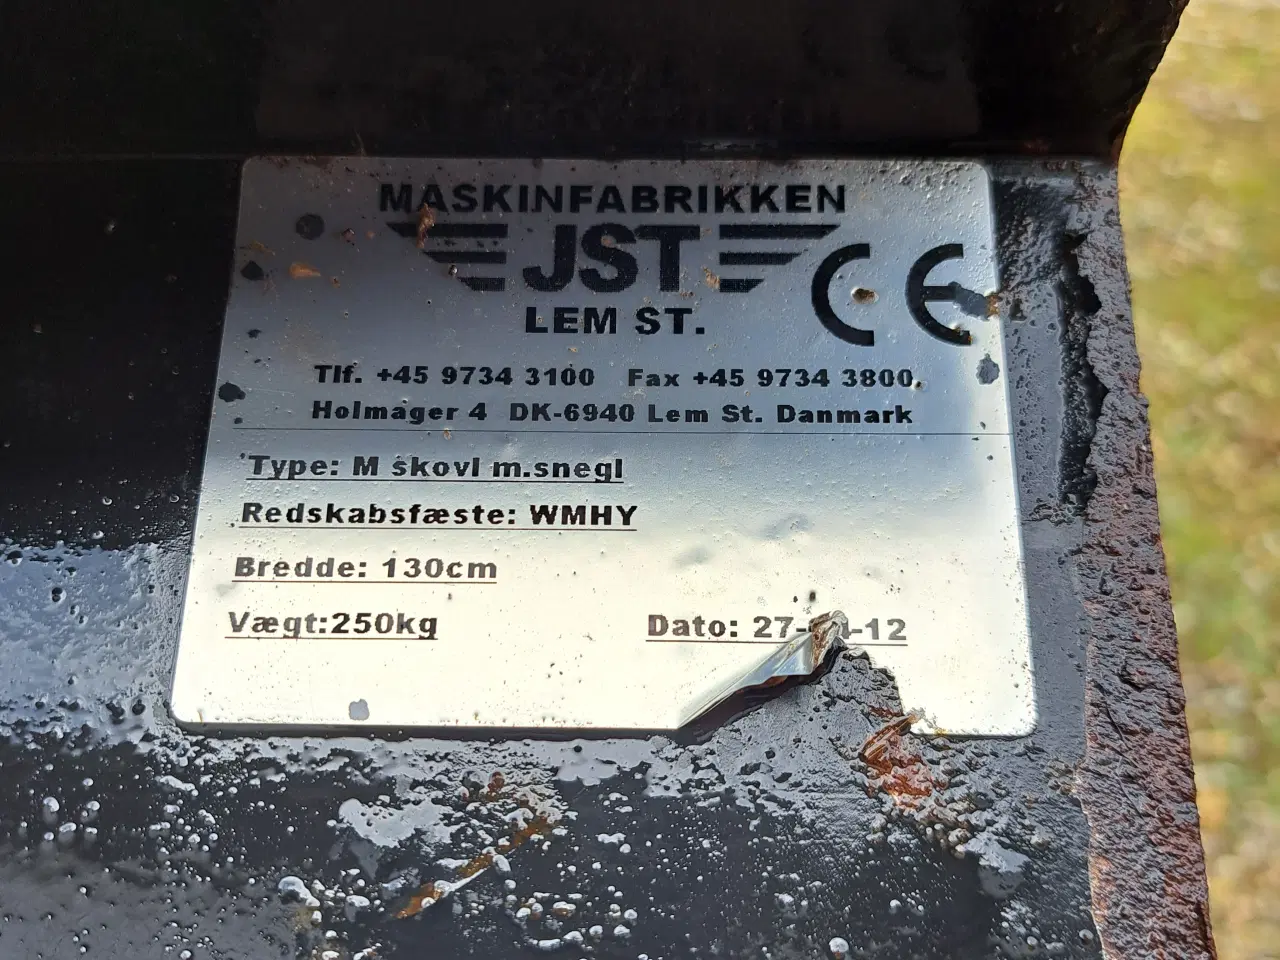 MASKINFABRIKKEN
JST
LEM ST.
CE
Tlf. +45 9734 3100 Fax +45 9734 3800
Holmager 4 DK-6940 Lem St. Danmark
Type: M skovl m.snegl
Redskabsfæste: WMHY
Bredde: 130cm
Vægt:250kg
Dato: